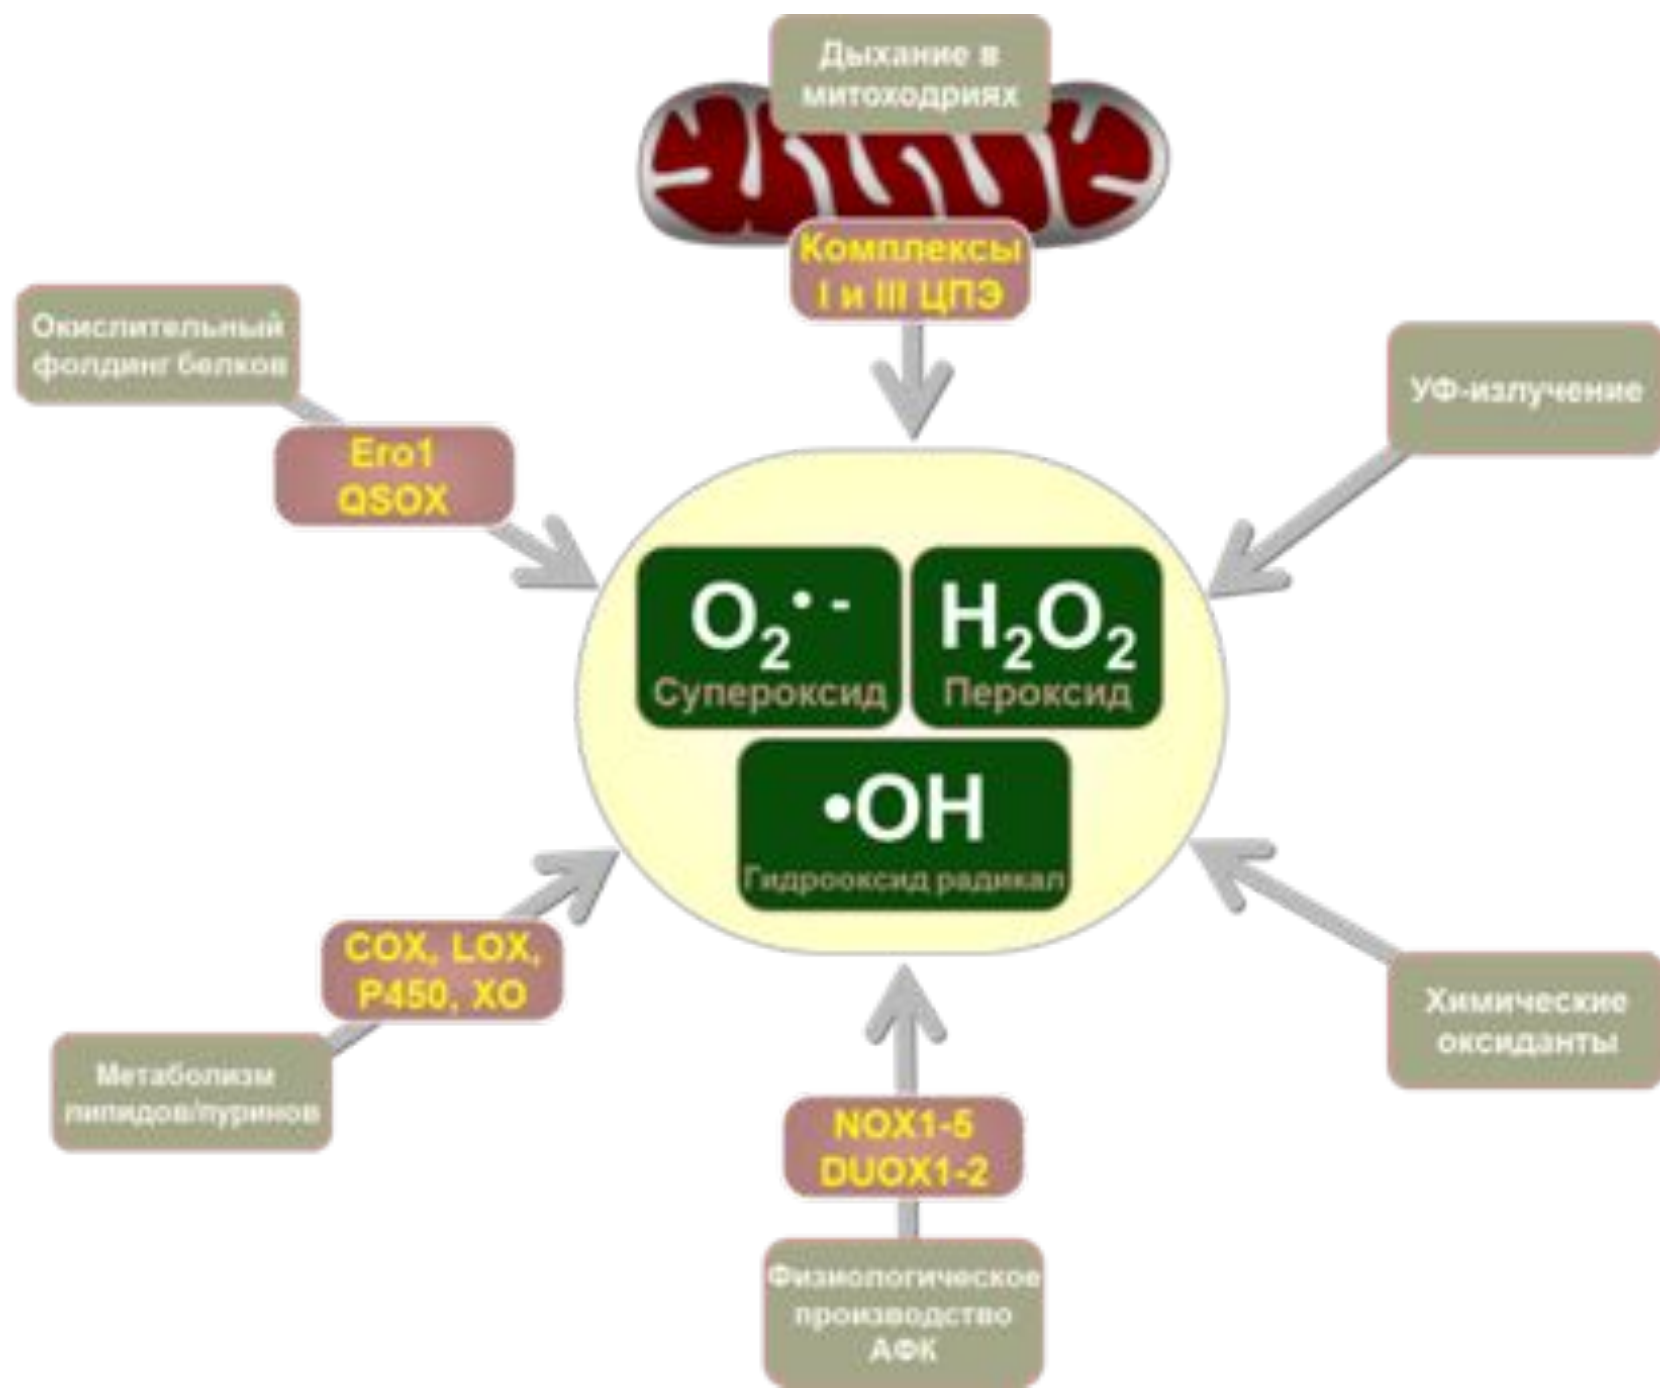 Дыхание в
митоходриях
Комплексы
I и III ЦПЭ
Окислительный
фолдинг белков
Ero1
QSOX
УФ-излучение
O₂•-
Супероксид
H₂O₂
Пероксид
•OH
Гидрооксид радикал
COX, LOX,
P450, XO
Метаболизм
липидов/пуринов
Химические
оксиданты
NOX1-5
DUOX1-2
Физиологическое
производство
АФК